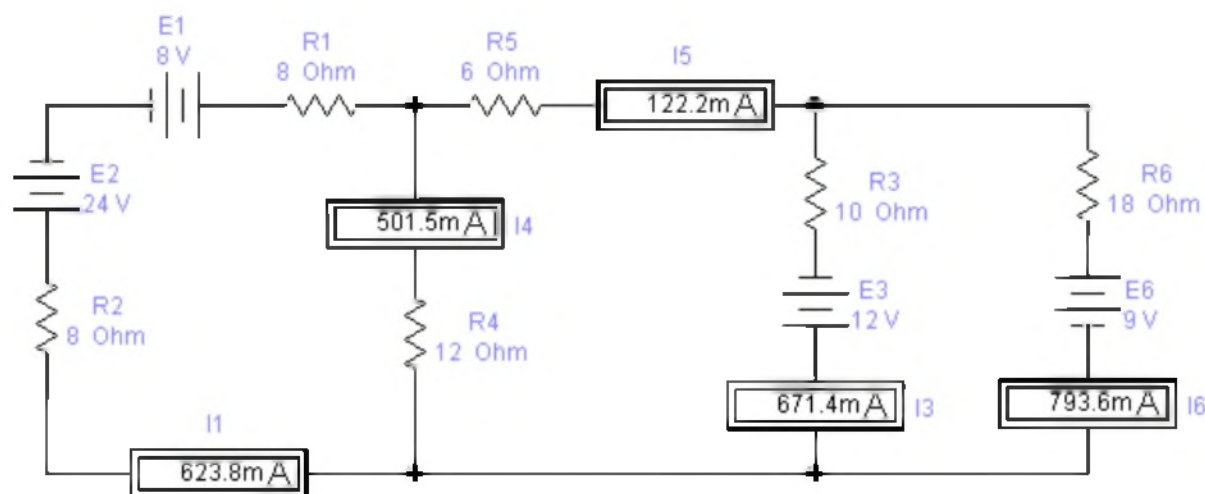 E1
8 V
R1
8 Ohm
R5
6 Ohm
I5
122.2m A
E2
24 V
R3
10 Ohm
R6
18 Ohm
501.5m A
I4
R2
8 Ohm
R4
12 Ohm
E3
12 V
E6
9 V
I1
623.8m A
671.4m A
I3
793.6m A
I6